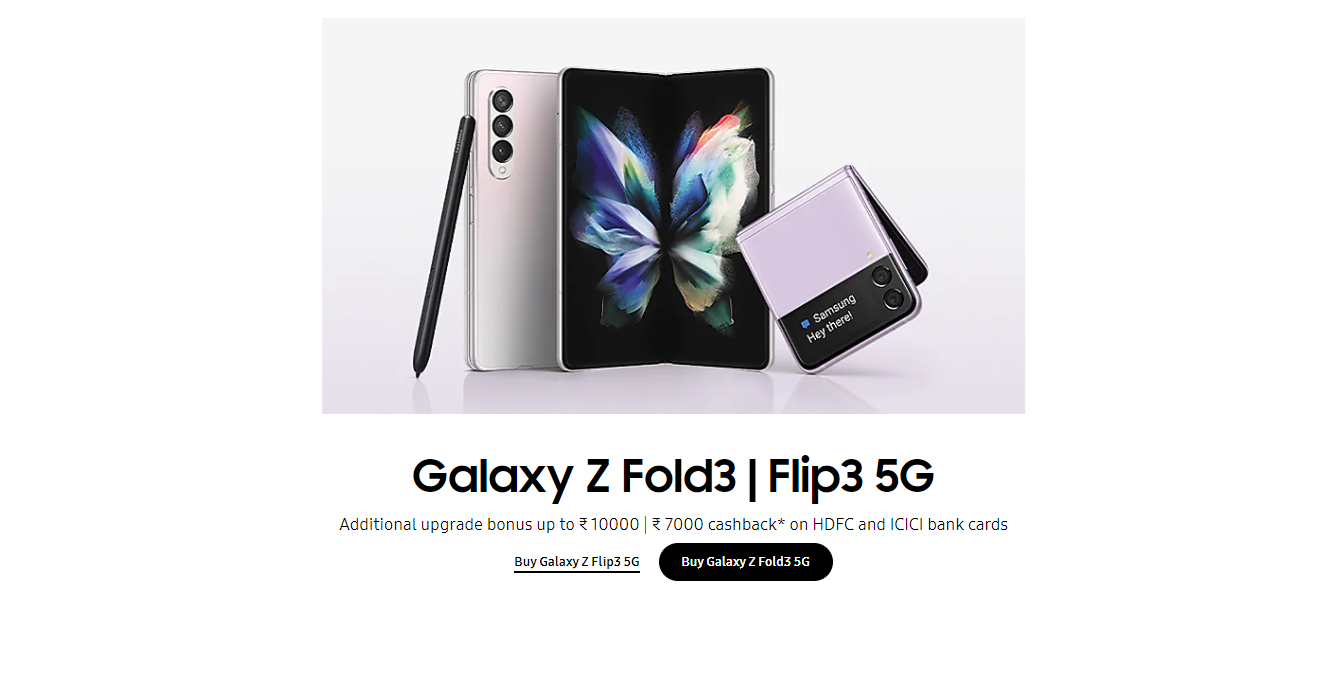 Samsung
Hey there!
Galaxy Z Fold3 | Flip3 5G
Additional upgrade bonus up to ₹ 10000 | ₹ 7000 cashback* on HDFC and ICICI bank cards
Buy Galaxy Z Flip3 5G
Buy Galaxy Z Fold3 5G